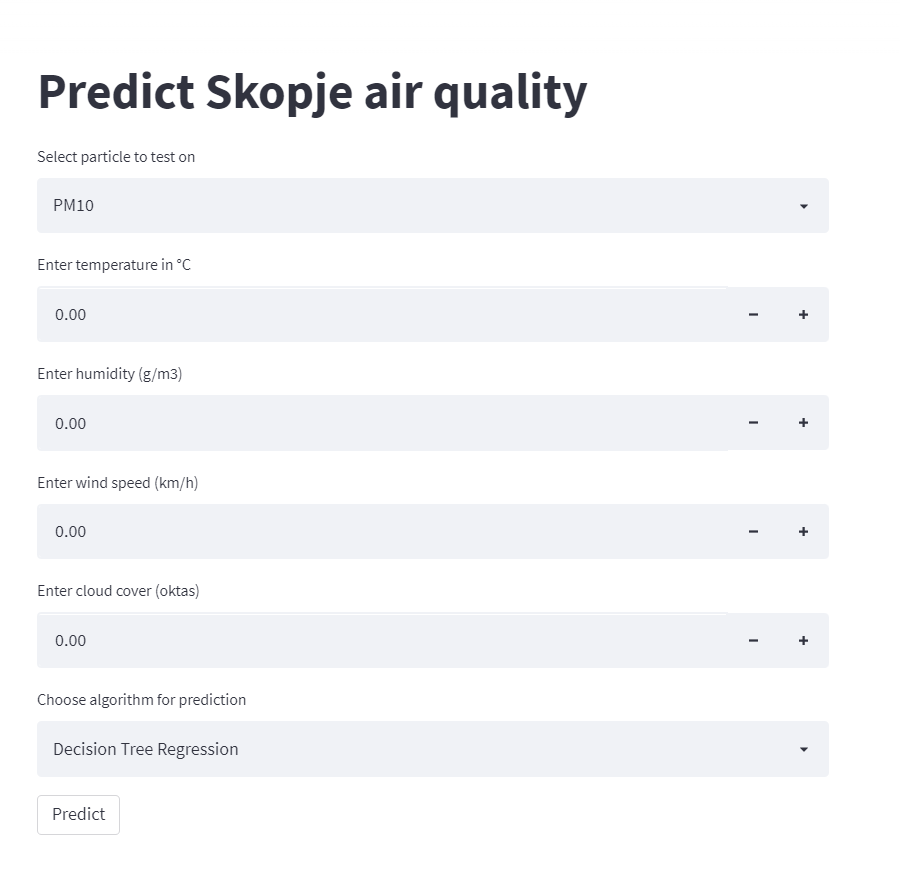 Predict Skopje air quality
Select particle to test on
PM10
Enter temperature in °C
0.00
Enter humidity (g/m3)
0.00
Enter wind speed (km/h)
0.00
Enter cloud cover (oktas)
0.00
Choose algorithm for prediction
Decision Tree Regression
Predict